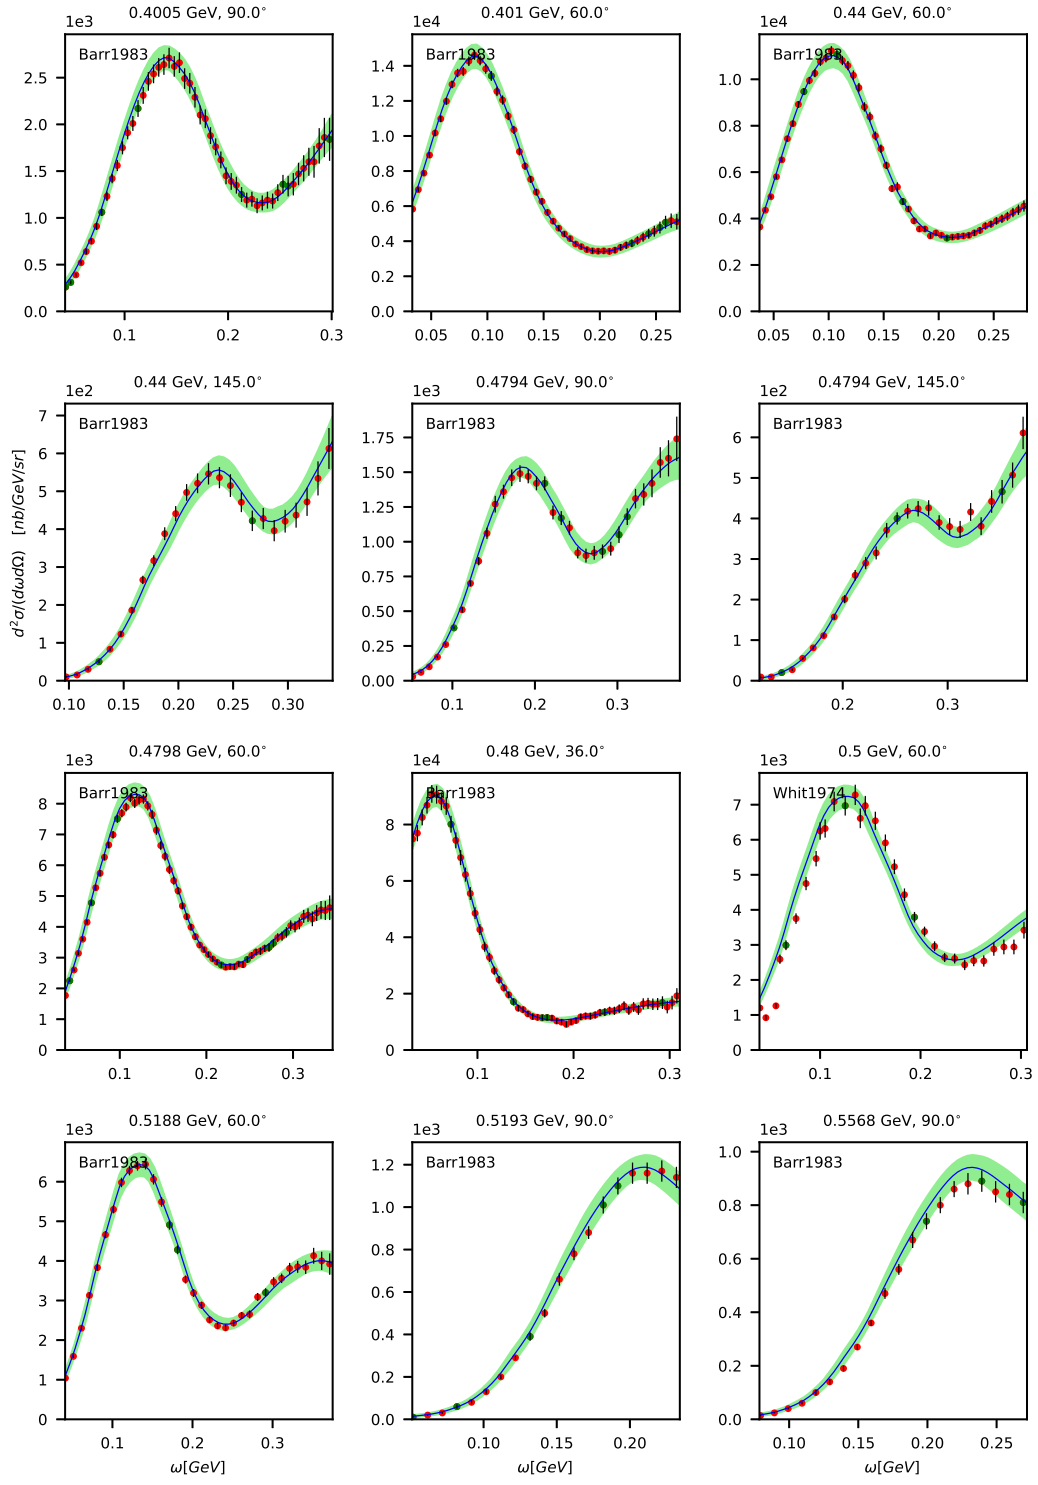 0.4005 GeV, 90.0°
1e3
Barr1983
2.5
2.0
1.5
1.0
0.5
0.0
0.1 0.2 0.3
0.401 GeV, 60.0°
1e4
Barr1983
1.4
1.2
1.0
0.8
0.6
0.4
0.2
0.0
0.05 0.10 0.15 0.20 0.25
0.44 GeV, 60.0°
1e4
Barr1983
1.0
0.8
0.6
0.4
0.2
0.0
0.05 0.10 0.15 0.20 0.25
d²σ/(dωdΩ) [nb/GeV/sr]
0.44 GeV, 145.0°
1e2
Barr1983
7
6
5
4
3
2
1
0
0.10 0.15 0.20 0.25 0.30
0.4794 GeV, 90.0°
1e3
Barr1983
1.75
1.50
1.25
1.00
0.75
0.50
0.25
0.00
0.1 0.2 0.3
0.4794 GeV, 145.0°
1e2
Barr1983
6
5
4
3
2
1
0
0.2 0.3
0.4798 GeV, 60.0°
1e3
Barr1983
8
7
6
5
4
3
2
1
0
0.1 0.2 0.3
0.48 GeV, 36.0°
1e4
Barr1983
8
6
4
2
0
0.1 0.2 0.3
0.5 GeV, 60.0°
1e3
Whit1974
7
6
5
4
3
2
1
0
0.1 0.2 0.3
0.5188 GeV, 60.0°
1e3
Barr1983
6
5
4
3
2
1
0
0.1 0.2 0.3
ω[GeV]
0.5193 GeV, 90.0°
1e3
Barr1983
1.2
1.0
0.8
0.6
0.4
0.2
0.0
0.10 0.15 0.20
ω[GeV]
0.5568 GeV, 90.0°
1e3
Barr1983
1.0
0.8
0.6
0.4
0.2
0.0
0.10 0.15 0.20 0.25
ω[GeV]